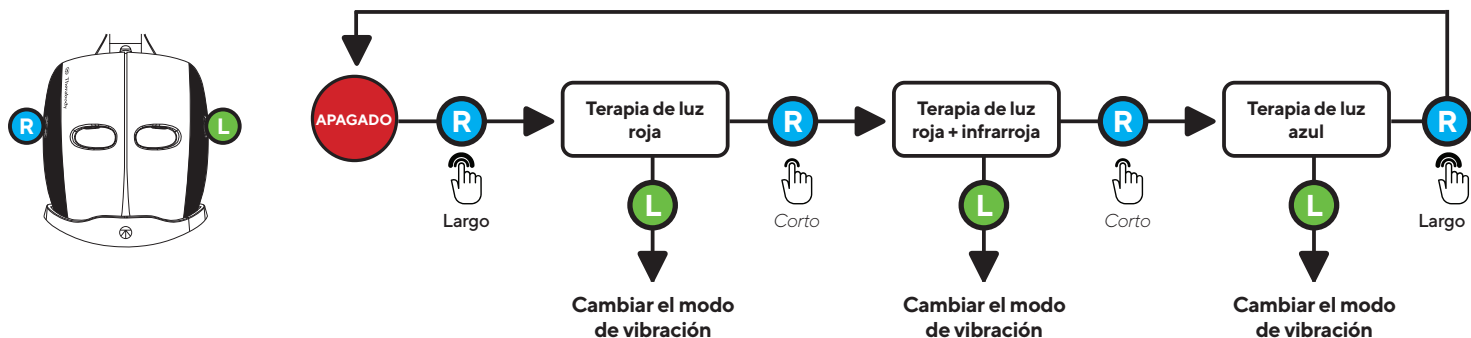 Therabody
R
L
APAGADO
R
Largo
Terapia de luz
roja
R
Corto
Terapia de luz
roja + infrarroja
R
Corto
Terapia de luz
azul
R
Largo
L
L
L
Cambiar el modo
de vibración
Cambiar el modo
de vibración
Cambiar el modo
de vibración